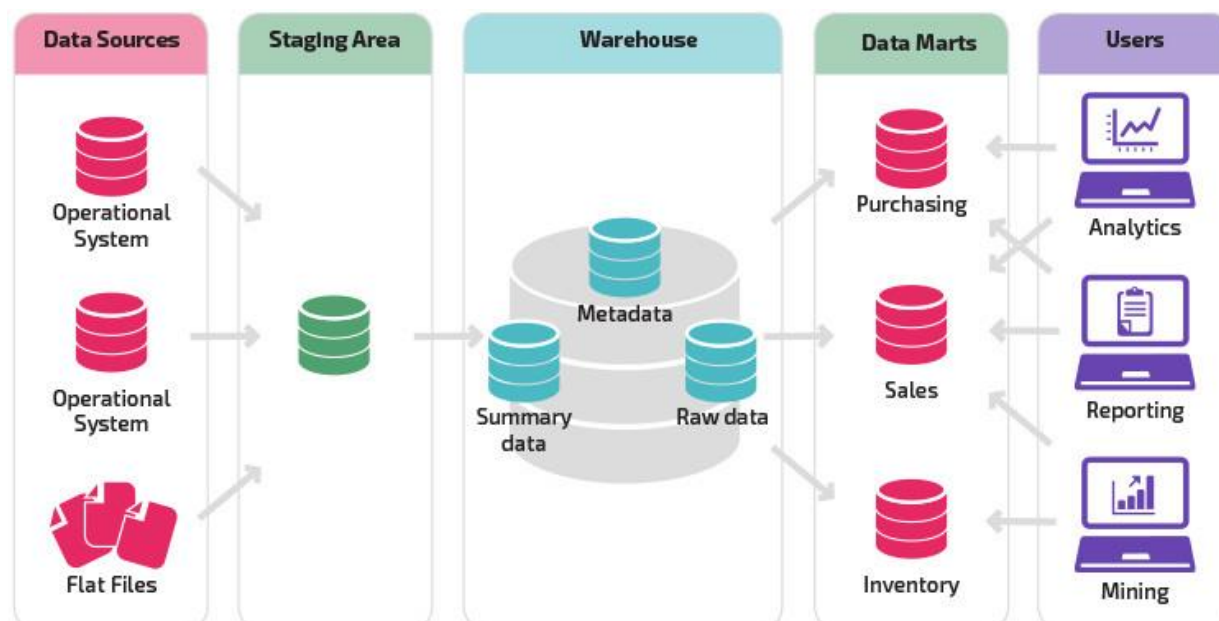 Data Sources
Staging Area
Warehouse
Data Marts
Users
Operational
System
Operational
System
Flat Files
Metadata
Summary
data
Raw data
Purchasing
Sales
Inventory
Analytics
Reporting
Mining